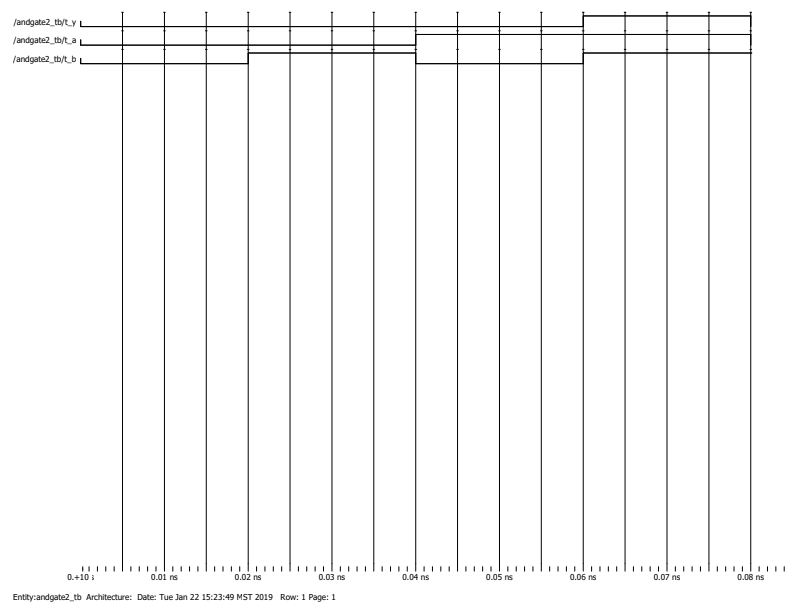 /andgate2_tb/t_y
/andgate2_tb/t_a
/andgate2_tb/t_b
0.+10 0.01 ns 0.02 ns 0.03 ns 0.04 ns 0.05 ns 0.06 ns 0.07 ns 0.08 ns
Entity:andgate2_tb Architecture: Date: Tue Jan 22 15:23:49 MST 2019 Row: 1 Page: 1